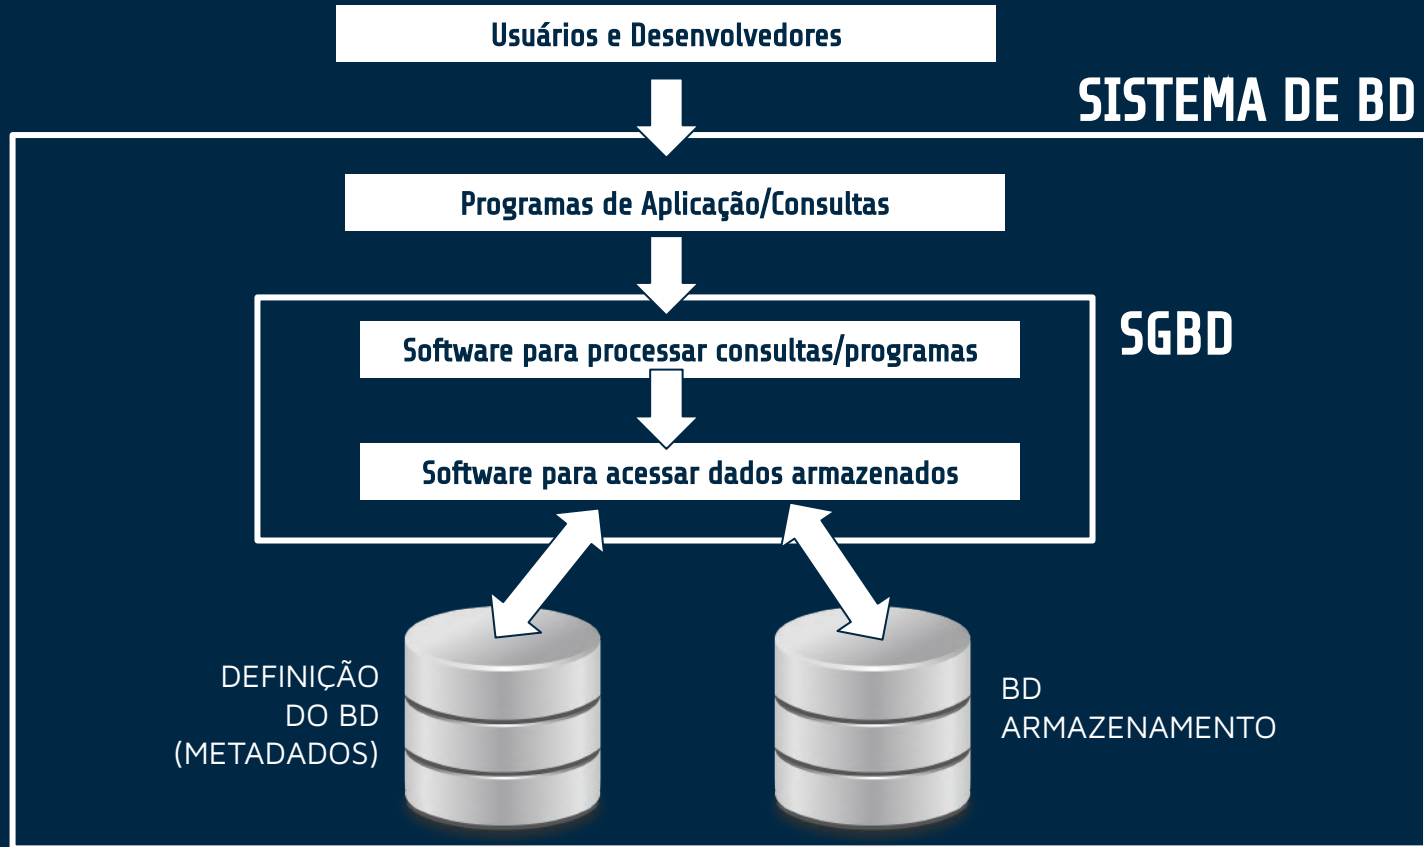 Usuários e Desenvolvedores
SISTEMA DE BD
Programas de Aplicação/Consultas
SGBD
Software para processar consultas/programas
Software para acessar dados armazenados
DEFINIÇÃO
DO BD
(METADADOS)
BD
ARMAZENAMENTO